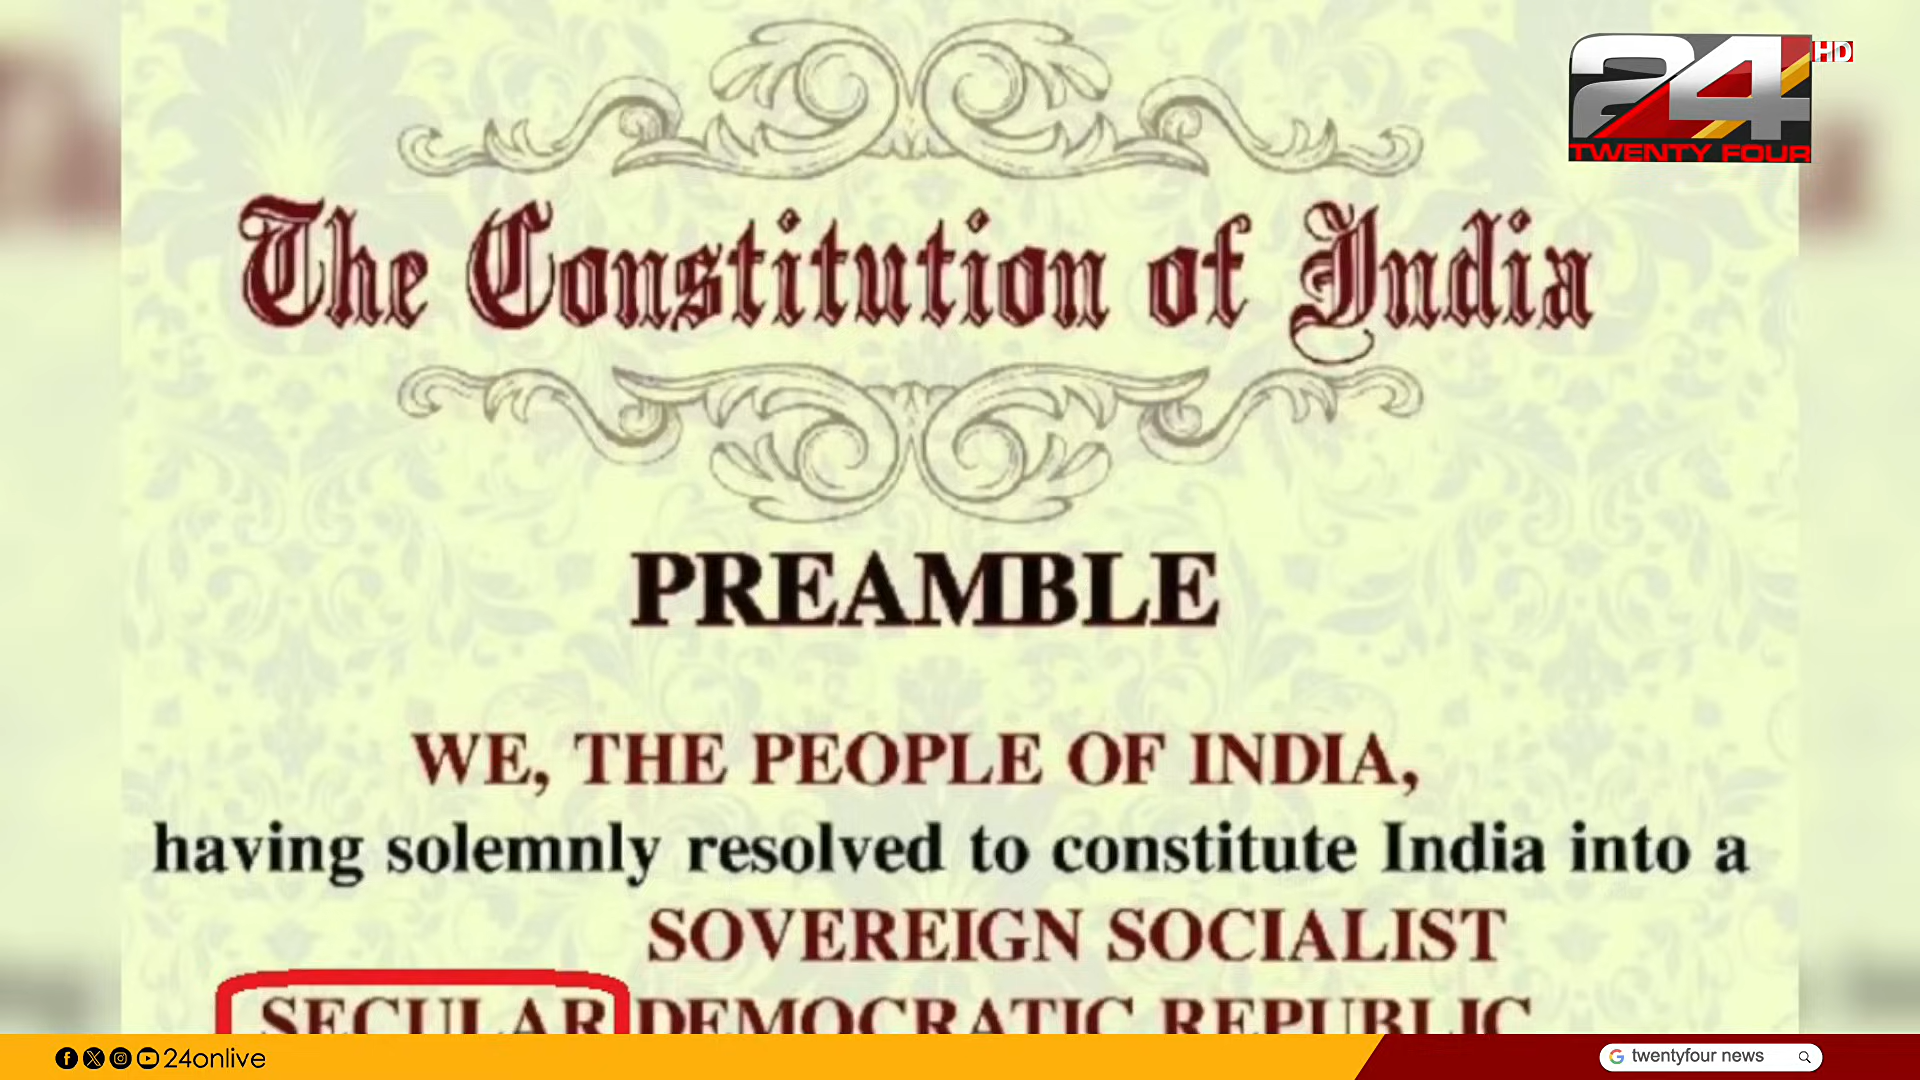 24
HD
TWENTY FOUR
The Constitution of India
PREAMBLE
WE, THE PEOPLE OF INDIA,
having solemnly resolved to constitute India into a
SOVEREIGN SOCIALIST
SECULAR DEMOCRATIC REPUBLIC
24onlive
twentyfour news